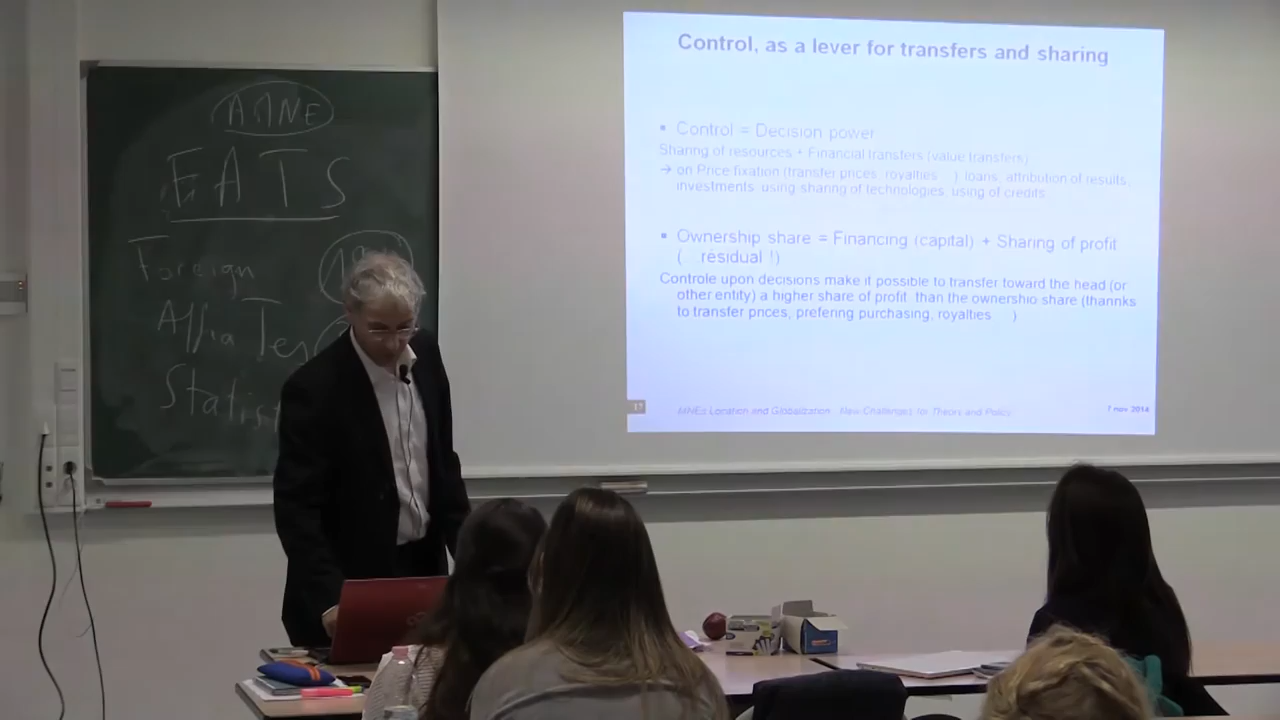 AMNE
EATS
Foreign
Affiates
Statist
Control, as a lever for transfers and sharing
▪ Control = Decision power
Sharing of resources + Financial transfers (value transfers)
→ on Price fixation (transfer prices, royalties ...) loans, attribution of results,
investments, using sharing of technologies, using of credits
▪ Ownership share = Financing (capital) + Sharing of profit
(... residual !)
Controle upon decisions make it possible to transfer toward the head (or
other entity) a higher share of profit than the ownershio share (thannks
to transfer prices, prefering purchasing, royalties ...)
17
MNEs Location and Globalization : New Challenges for Theory and Policy
7 nov 2014